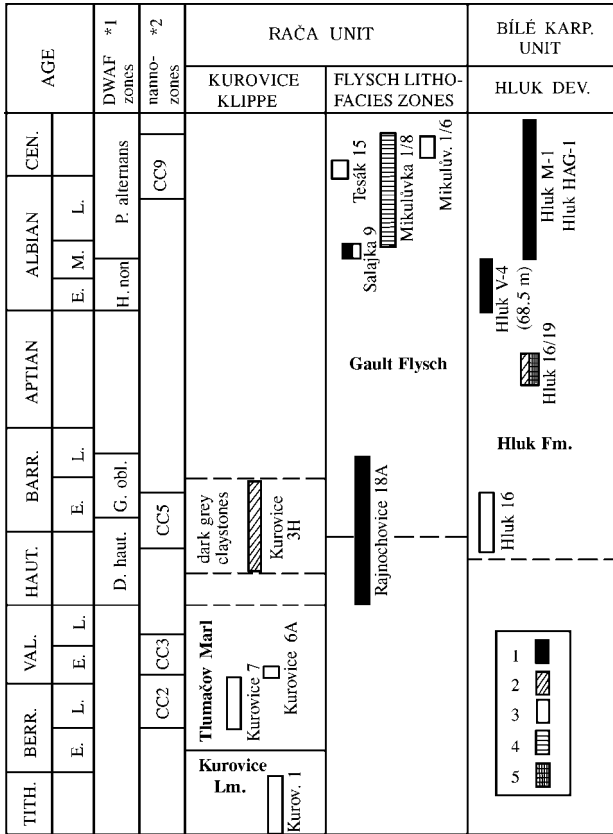 AGE
DWAF *1
zones
nanno- *2
zones
RAČA UNIT
BÍLÉ KARP.
UNIT
KUROVICE
KLIPPE
FLYSCH LITHO-
FACIES ZONES
HLUK DEV.
CEN.
ALBIAN
L.
M.
E.
APTIAN
BARR.
L.
E.
HAUT.
VAL.
L.
E.
BERR.
L.
E.
TITH.
P. alternans
H. non
G. obl.
D. haut.
CC9
CC5
CC3
CC2
dark grey
claystones
Kurovice
3H
Tlumačov Marl
Kurovice 7
Kurovice 6A
Kurovice
Lm.
Kurov. 1
Tesák 15
Mikulůvka 1/8
Mikulův. 1/6
Salajka 9
Gault Flysch
Rajnochovice 18A
Hluk M-1
Hluk HAG-1
Hluk V-4
(68.5 m)
Hluk 16/19
Hluk Fm.
Hluk 16
1
2
3
4
5